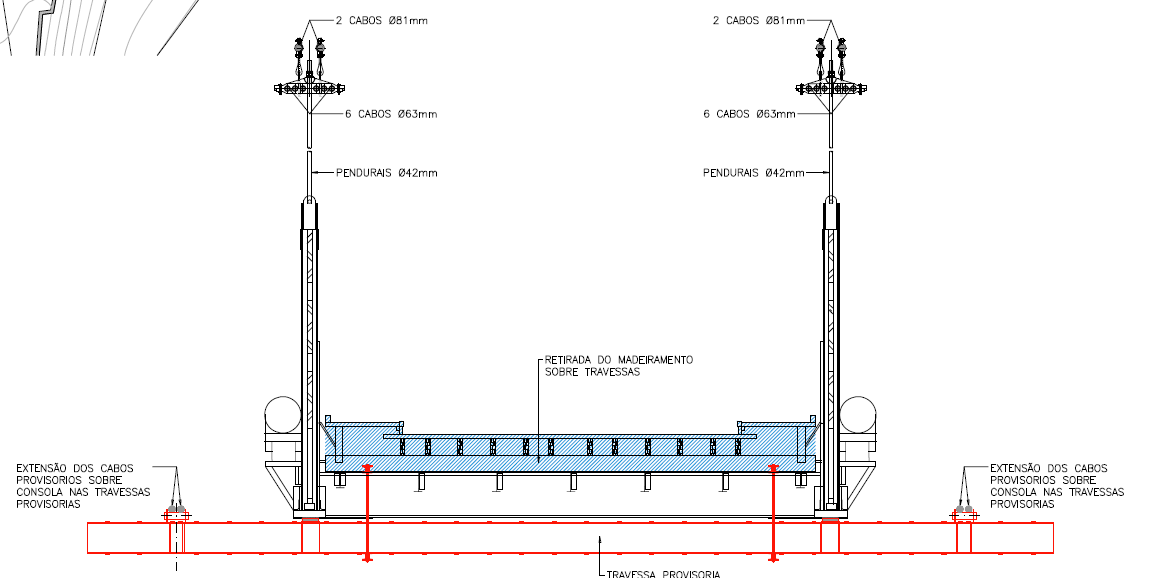 2 CABOS Ø81mm
2 CABOS Ø81mm
6 CABOS Ø63mm
6 CABOS Ø63mm
PENDURAIS Ø42mm
PENDURAIS Ø42mm
RETIRADA DO MADEIRAMENTO
SOBRE TRAVESSAS
EXTENSÃO DOS CABOS
PROVISORIOS SOBRE
CONSOLA NAS TRAVESSAS
PROVISORIAS
EXTENSÃO DOS CABOS
PROVISORIOS SOBRE
CONSOLA NAS TRAVESSAS
PROVISORIAS
TRAVESSA PROVISORIA